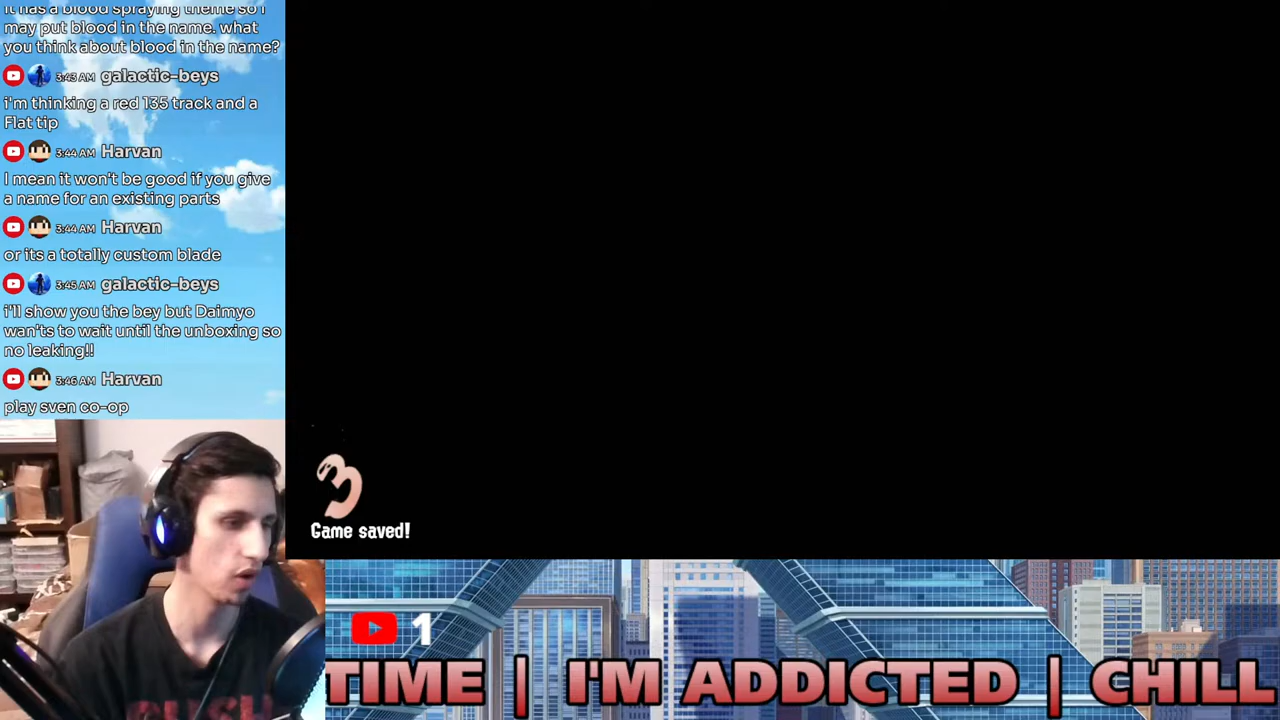 it has a blood spraying theme so i
may put blood in the name. what
you think about blood in the name?
3:43 AM galactic-beys
i'm thinking a red 135 track and a
Flat tip
3:44 AM Harvan
I mean it won't be good if you give
a name for an existing parts
3:44 AM Harvan
or its a totally custom blade
3:45 AM galactic-beys
i'll show you the bey but Daimyo
wan'ts to wait until the unboxing so
no leaking!!
3:46 AM Harvan
play sven co-op
3
Game saved!
1
TIME | I'M ADDICTED | CHILL